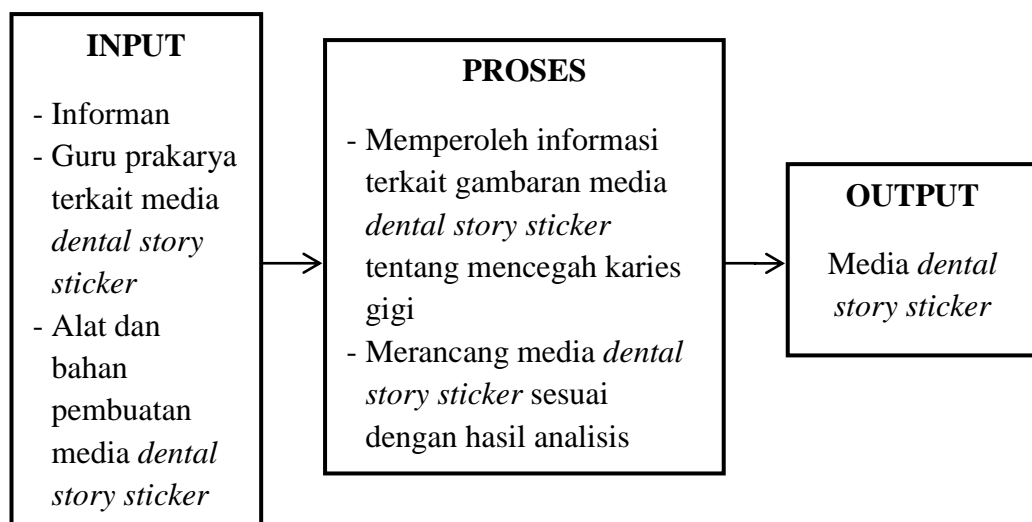 INPUT
- Informan
- Guru prakarya
terkait media
dental story
sticker
- Alat dan
bahan
pembuatan
media dental
story sticker
PROSES
- Memperoleh informasi
terkait gambaran media
dental story sticker
tentang mencegah karies
gigi
- Merancang media dental
story sticker sesuai
dengan hasil analisis
OUTPUT
Media dental
story sticker